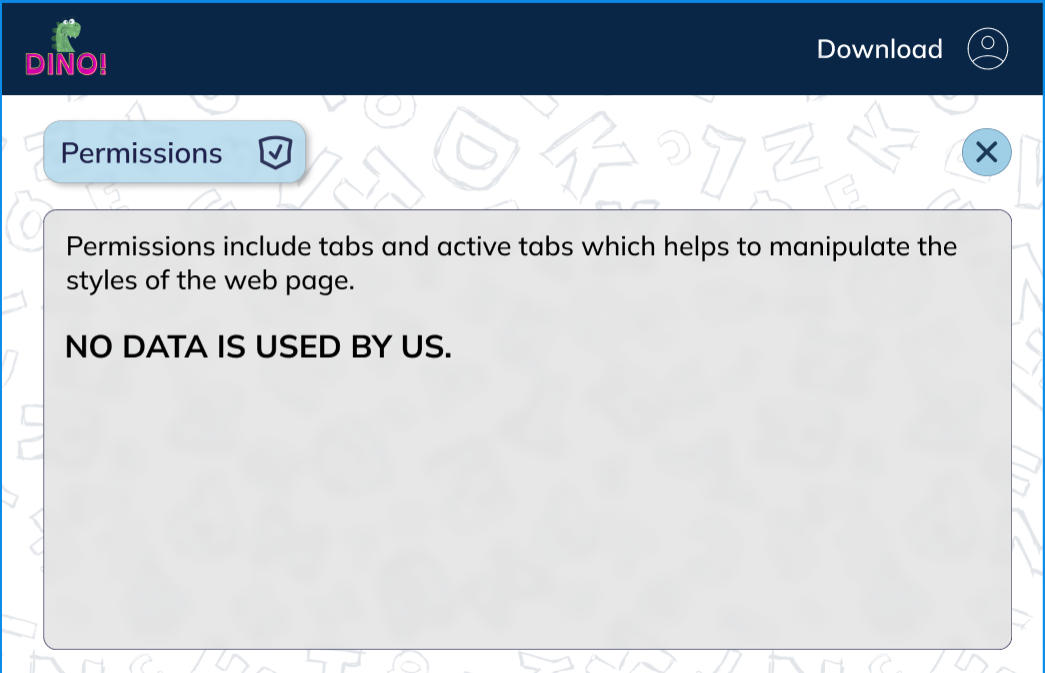 DINO!
Download
Permissions
Permissions include tabs and active tabs which helps to manipulate the
styles of the web page.
NO DATA IS USED BY US.